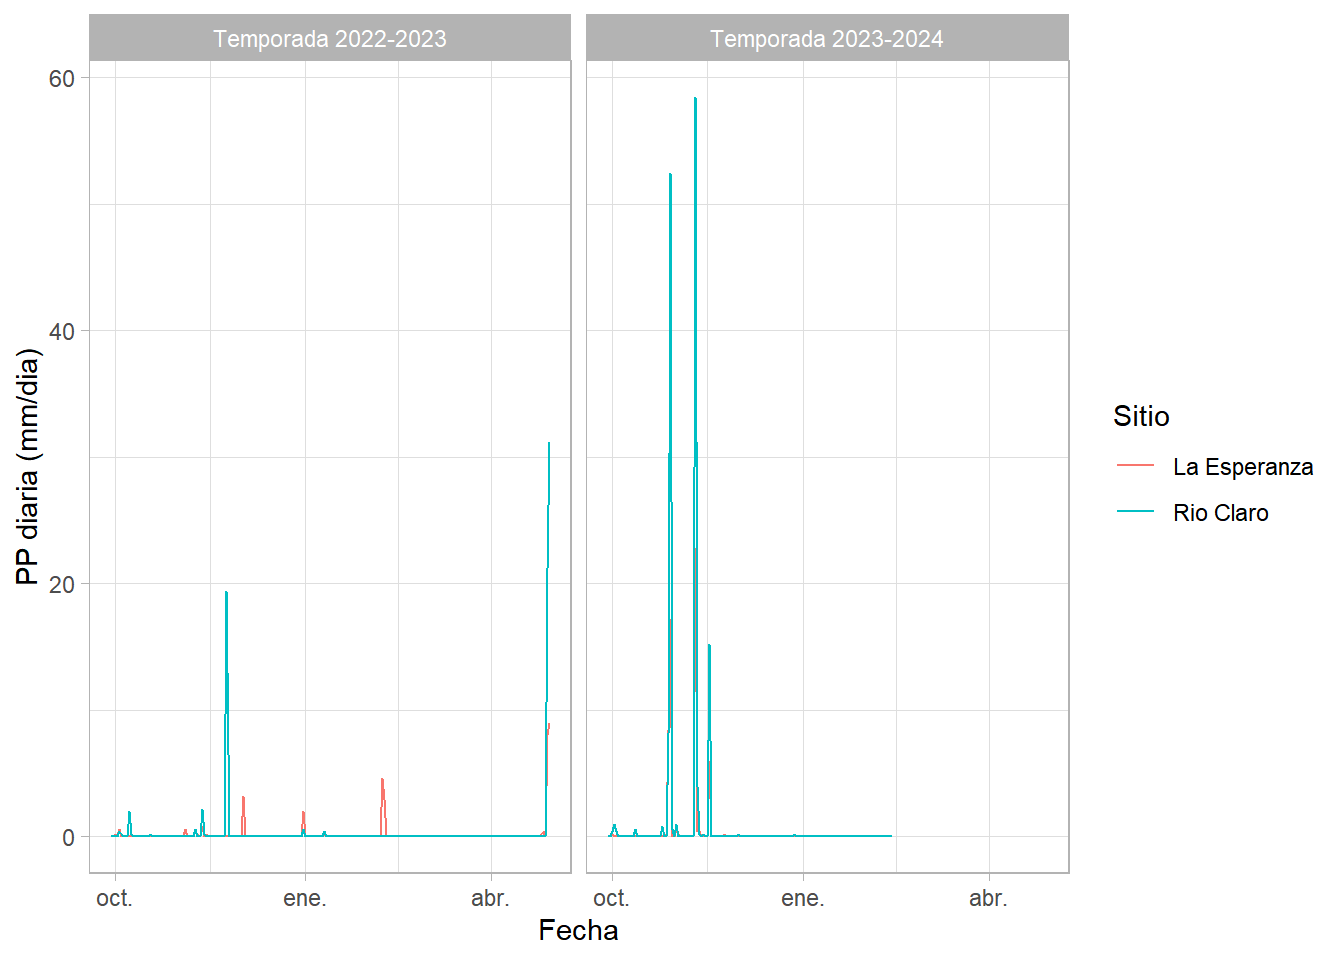 Temporada 2022-2023
Temporada 2023-2024
60
40
20
0
PP diaria (mm/dia)
oct.
ene.
abr.
oct.
ene.
abr.
Fecha
Sitio
La Esperanza
Rio Claro